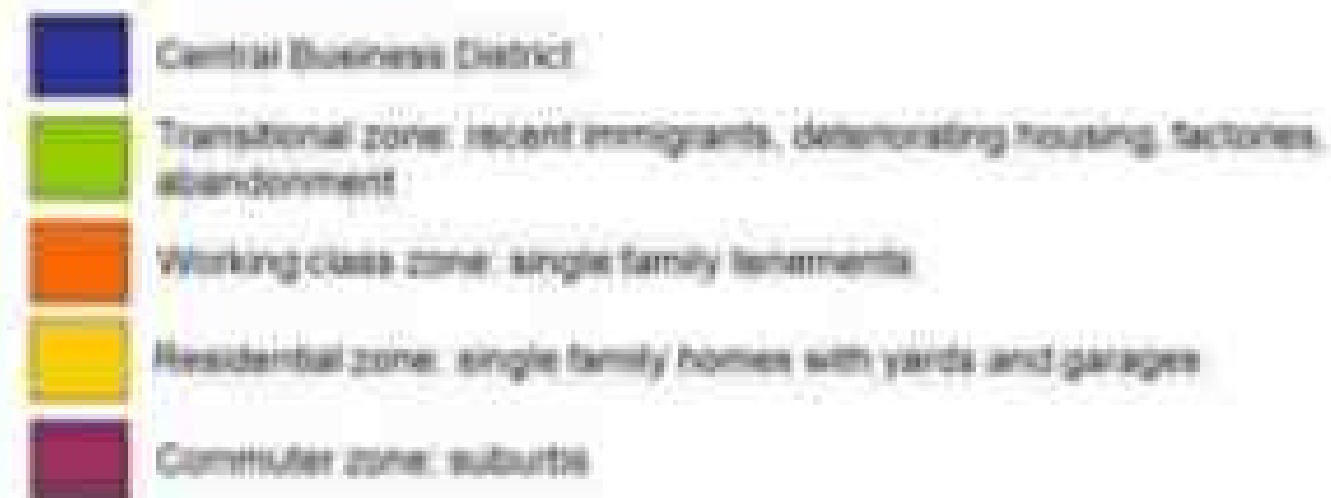 Central Business District
Transitional zone: recent immigrants, deteriorating housing, factories,
abandonment
Working class zone: single family tenements
Residential zone: single family homes with yards and garages
Commuter zone: suburbs